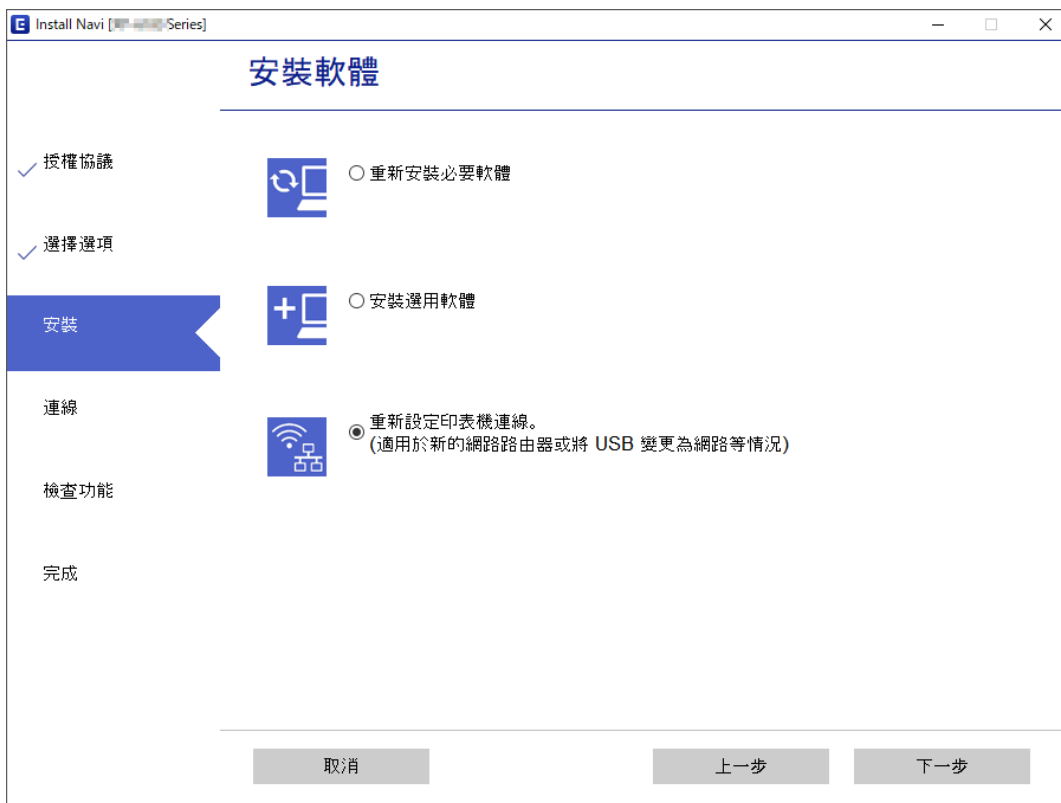 Install Navi [ Series]
安裝軟體
授權協議
選擇選項
安裝
連線
檢查功能
完成
重新安裝必要軟體
安裝選用軟體
重新設定印表機連線。
(適用於新的網路路由器或將 USB 變更為網路等情況)
取消
上一步
下一步